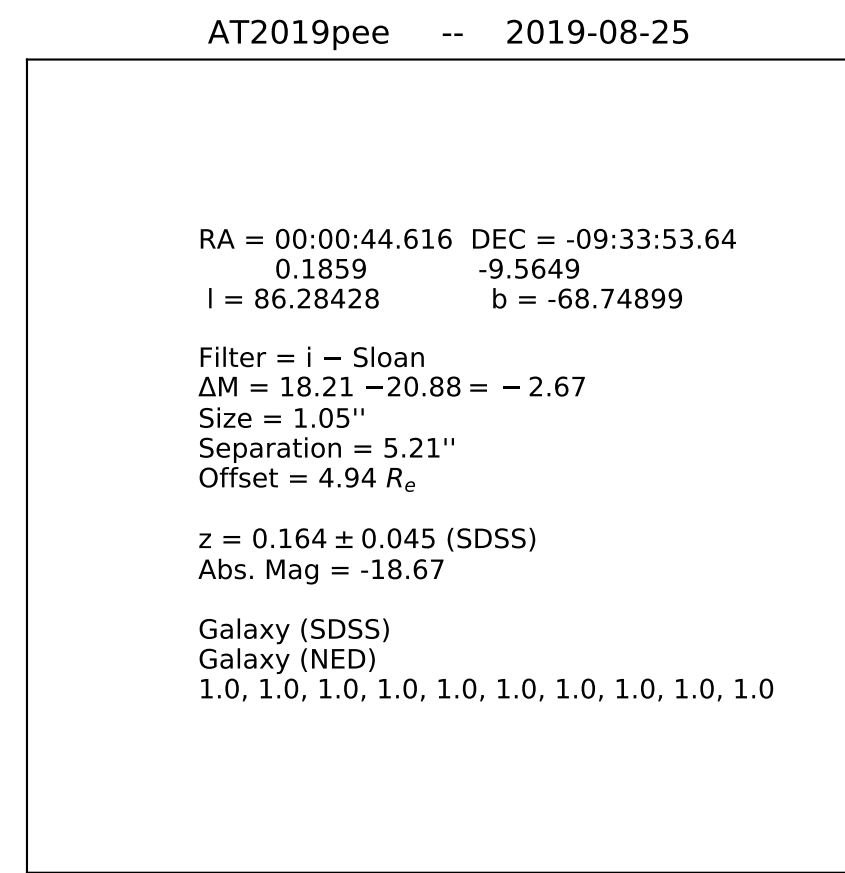 AT2019pee -- 2019-08-25
RA = 00:00:44.616 DEC = -09:33:53.64
0.1859 -9.5649
l = 86.28428 b = -68.74899
Filter = i − Sloan
ΔM = 18.21 −20.88 = − 2.67
Size = 1.05''
Separation = 5.21''
Offset = 4.94 Rₑ
z = 0.164 ± 0.045 (SDSS)
Abs. Mag = -18.67
Galaxy (SDSS)
Galaxy (NED)
1.0, 1.0, 1.0, 1.0, 1.0, 1.0, 1.0, 1.0, 1.0, 1.0